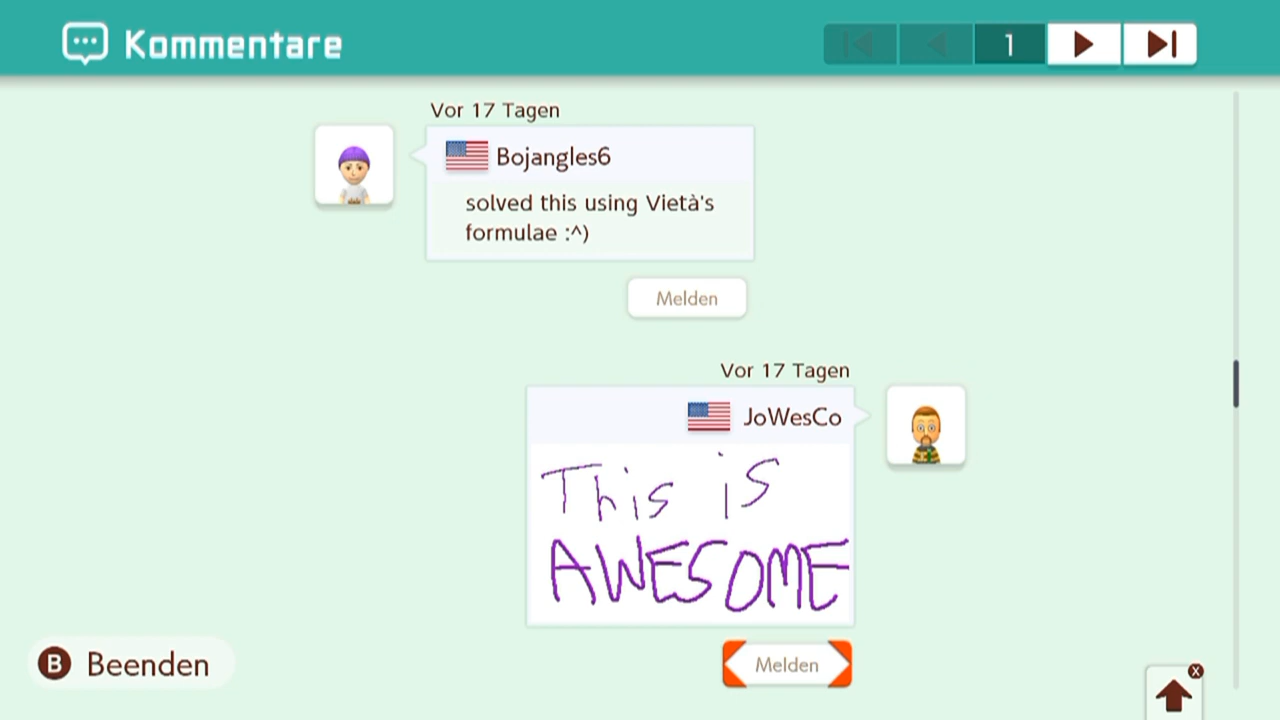 Kommentare
1
Vor 17 Tagen
Bojangles6
solved this using Vietà's
formulae :^)
Melden
Vor 17 Tagen
JoWesCo
This is
AWESOME
Melden
B Beenden
X